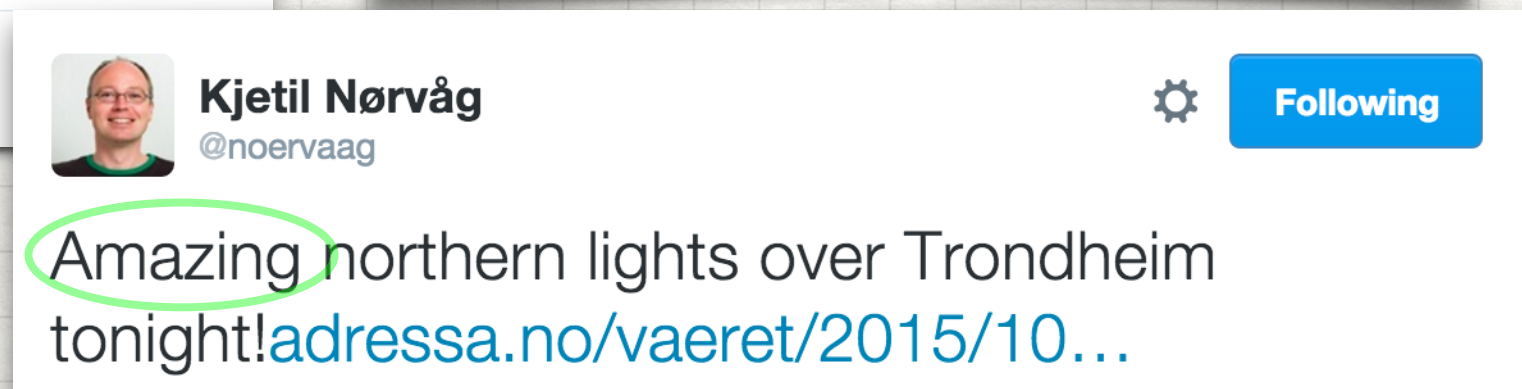 Kjetil Nørvåg
@noervaag
Following
Amazing northern lights over Trondheim
tonight!adressa.no/vaeret/2015/10…